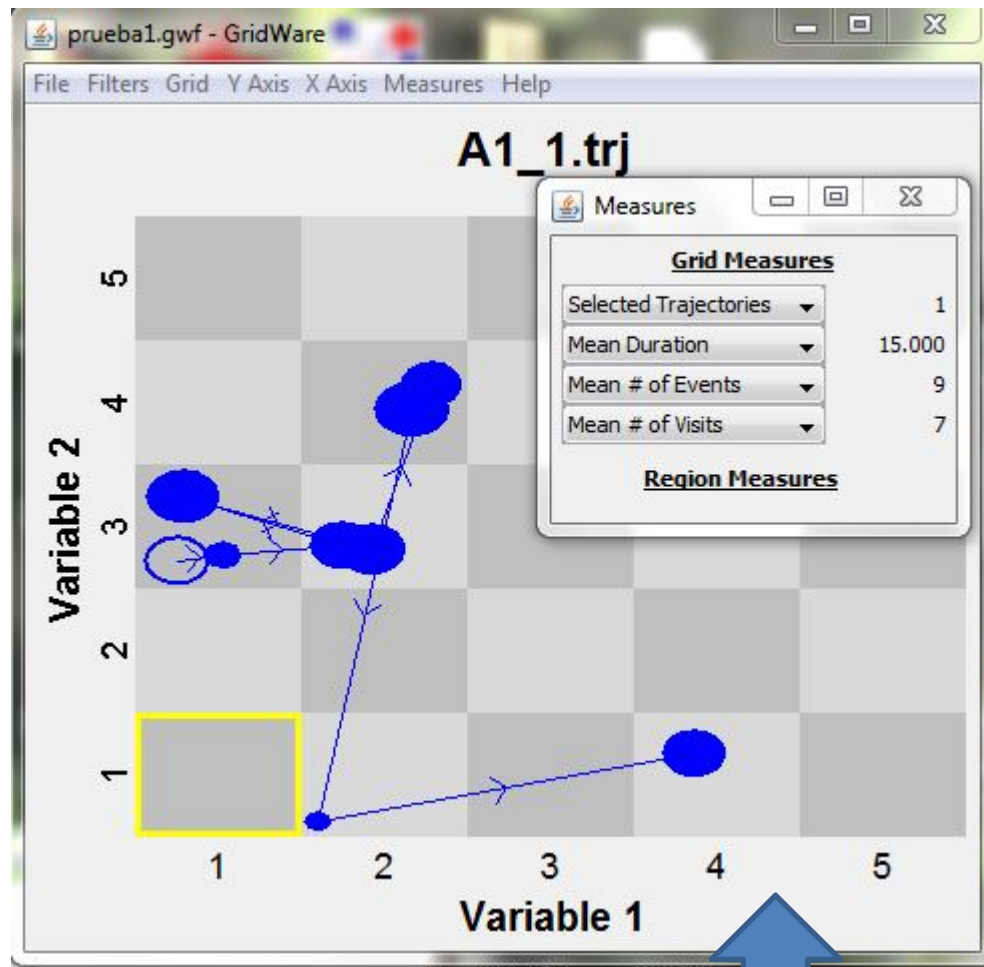 prueba1.gwf - GridWare
File Filters Grid Y Axis X Axis Measures Help
A1_1.trj
Measures
Grid Measures
Selected Trajectories 1
Mean Duration 15.000
Mean # of Events 9
Mean # of Visits 7
Region Measures
Variable 2
5
4
3
2
1
1 2 3 4 5
Variable 1